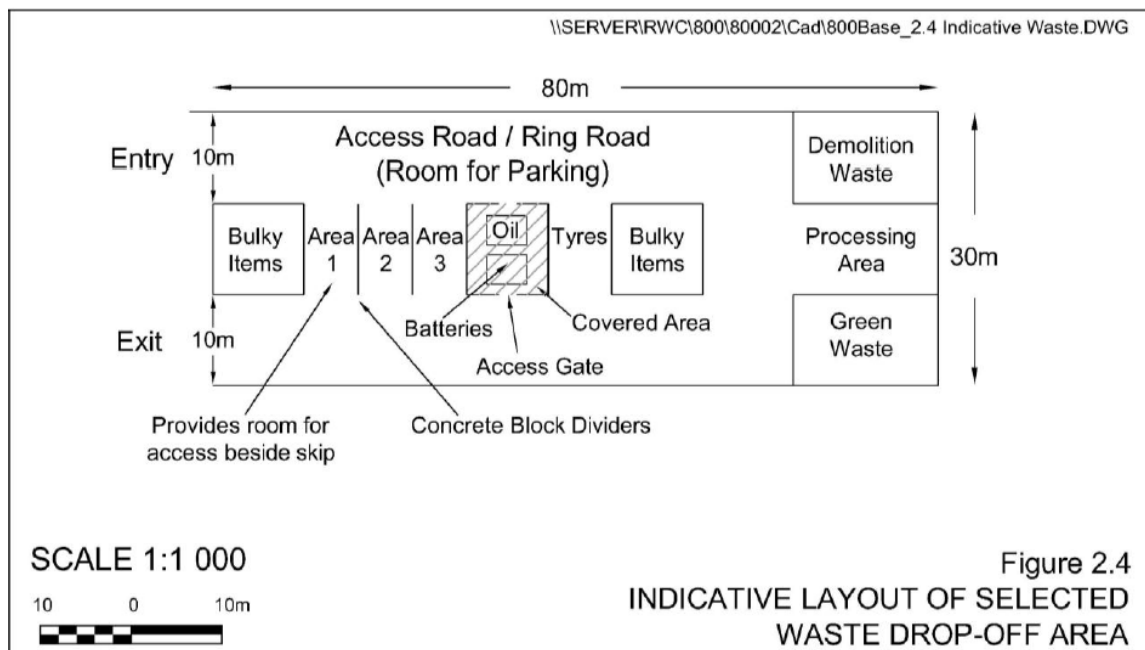 \\SERVER\RWC\800\80002\Cad\800Base_2.4 Indicative Waste.DWG
80m
Access Road / Ring Road
(Room for Parking)
Entry
10m
Demolition
Waste
Bulky
Items
Area
1
Area
2
Area
3
Oil
Tyres
Bulky
Items
Processing
Area
30m
Batteries
Covered Area
Exit
10m
Access Gate
Green
Waste
Provides room for
access beside skip
Concrete Block Dividers
SCALE 1:1 000
10
0
10m
Figure 2.4
INDICATIVE LAYOUT OF SELECTED
WASTE DROP-OFF AREA